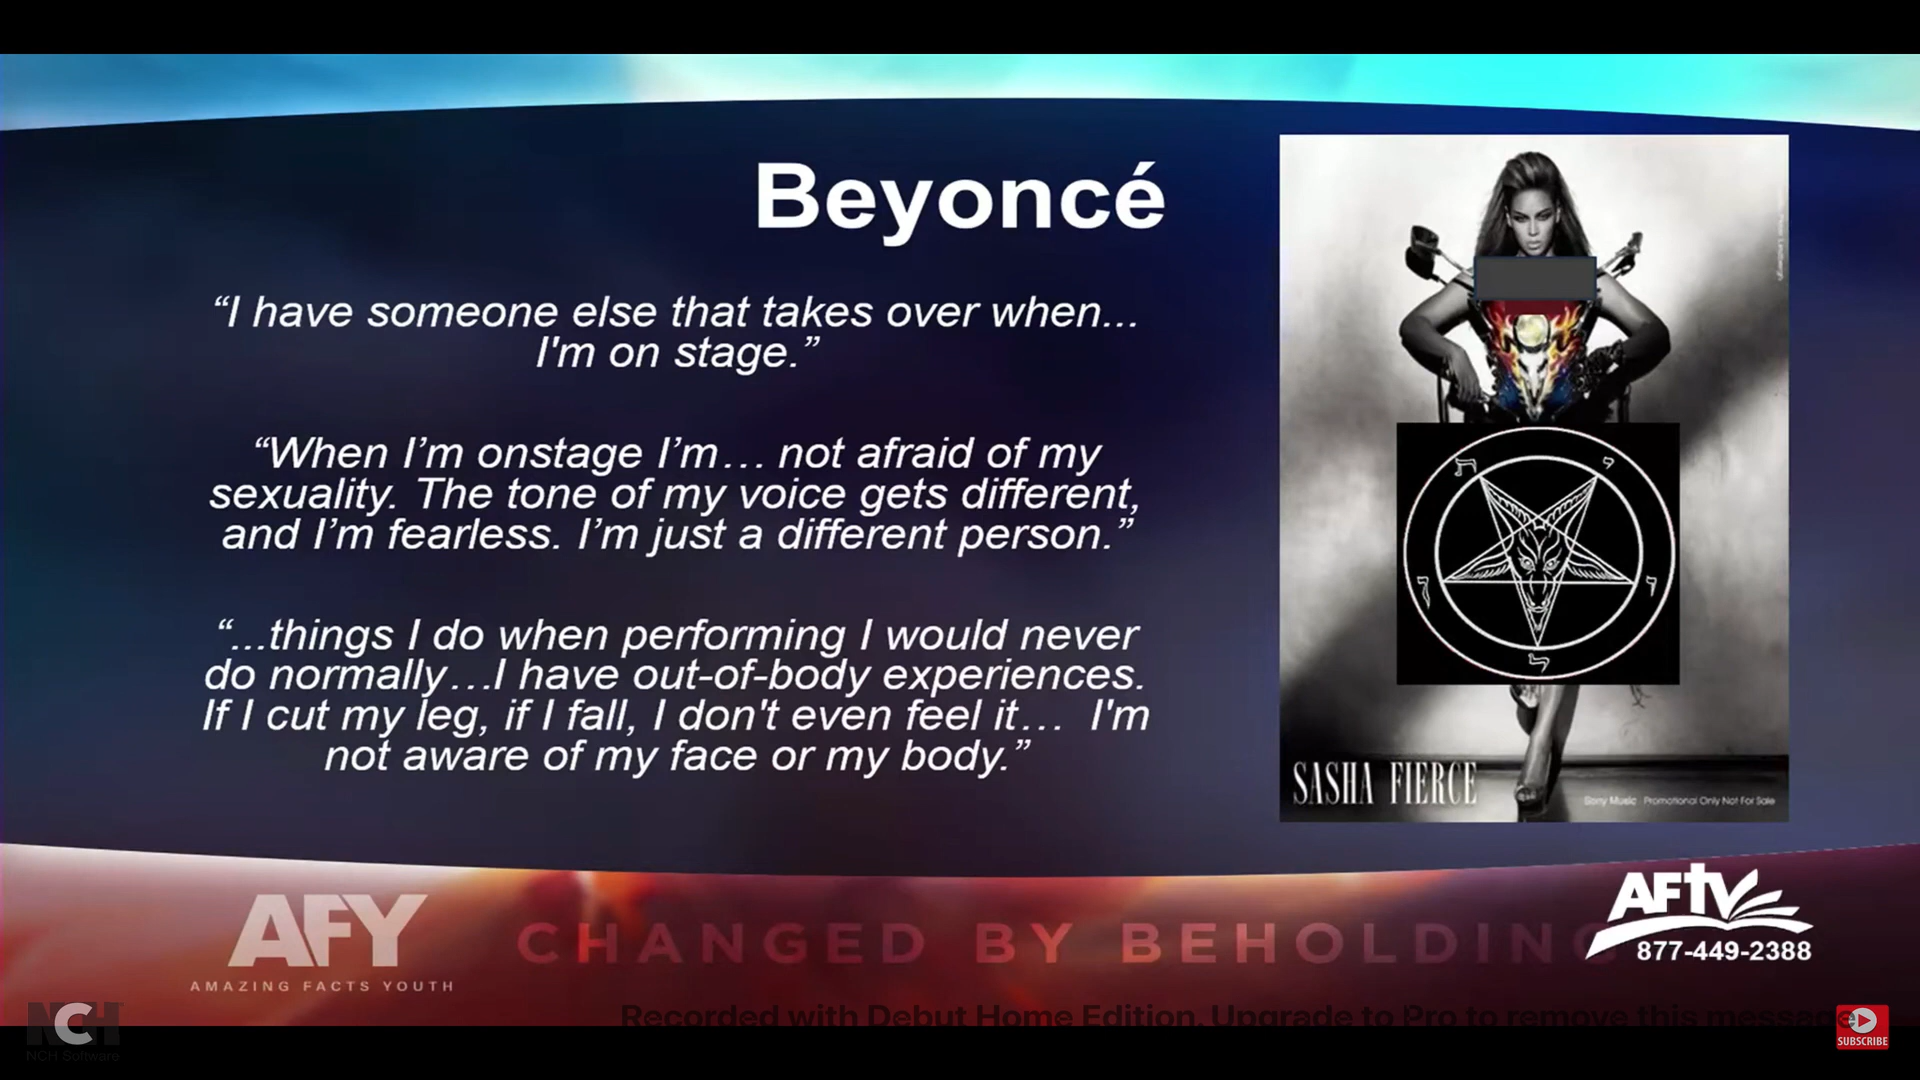 Beyoncé
“I have someone else that takes over when...
I'm on stage.”
“When I’m onstage I’m… not afraid of my
sexuality. The tone of my voice gets different,
and I’m fearless. I’m just a different person.”
“...things I do when performing I would never
do normally…I have out-of-body experiences.
If I cut my leg, if I fall, I don't even feel it… I'm
not aware of my face or my body.”
ת
י
ן
ו
ל
SASHA FIERCE
Sony Music Promotional Only Not For Sale
AFY
AMAZING FACTS YOUTH
CHANGED BY BEHOLDING
AFTV
877-449-2388
NCH
NCH Software
Recorded with Debut Home Edition. Upgrade to Pro to remove this message
SUBSCRIBE